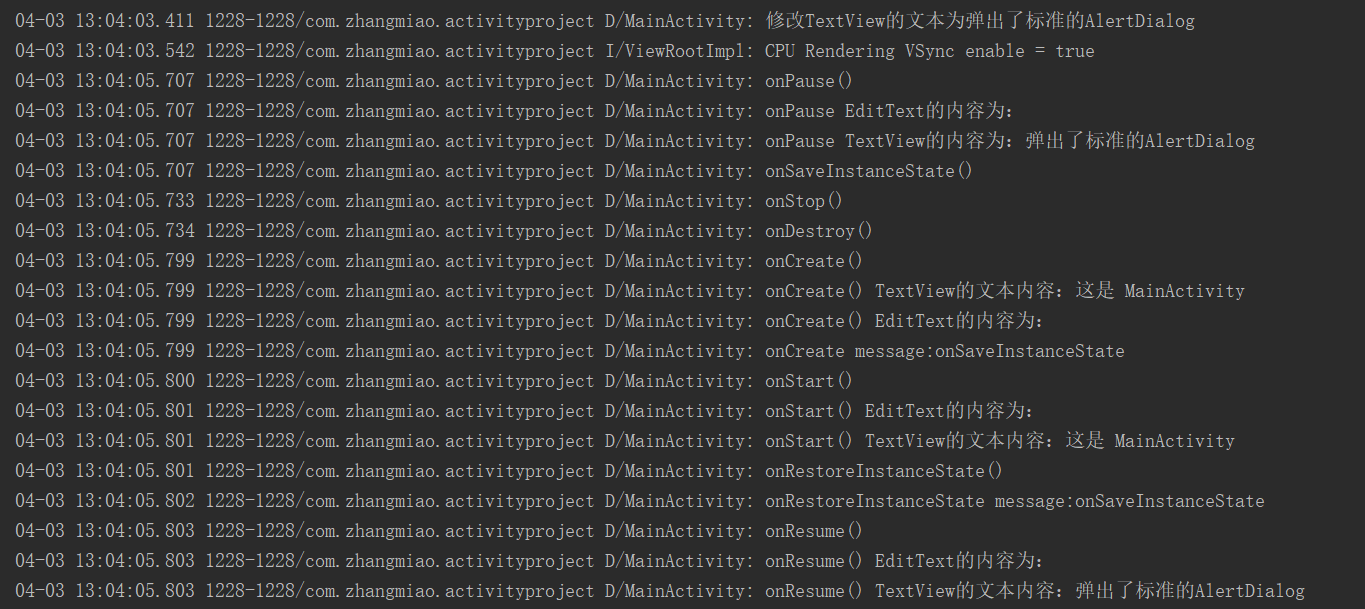 04-03 13:04:03.411 1228-1228/com.zhangmiao.activityproject D/MainActivity: 修改TextView的文本为弹出了标准的AlertDialog
04-03 13:04:03.542 1228-1228/com.zhangmiao.activityproject I/ViewRootImpl: CPU Rendering VSync enable = true
04-03 13:04:05.707 1228-1228/com.zhangmiao.activityproject D/MainActivity: onPause()
04-03 13:04:05.707 1228-1228/com.zhangmiao.activityproject D/MainActivity: onPause EditText的内容为:
04-03 13:04:05.707 1228-1228/com.zhangmiao.activityproject D/MainActivity: onPause TextView的内容为: 弹出了标准的AlertDialog
04-03 13:04:05.707 1228-1228/com.zhangmiao.activityproject D/MainActivity: onSaveInstanceState()
04-03 13:04:05.733 1228-1228/com.zhangmiao.activityproject D/MainActivity: onStop()
04-03 13:04:05.734 1228-1228/com.zhangmiao.activityproject D/MainActivity: onDestroy()
04-03 13:04:05.799 1228-1228/com.zhangmiao.activityproject D/MainActivity: onCreate()
04-03 13:04:05.799 1228-1228/com.zhangmiao.activityproject D/MainActivity: onCreate() TextView的文本内容: 这是 MainActivity
04-03 13:04:05.799 1228-1228/com.zhangmiao.activityproject D/MainActivity: onCreate() EditText的内容为:
04-03 13:04:05.799 1228-1228/com.zhangmiao.activityproject D/MainActivity: onCreate message:onSaveInstanceState
04-03 13:04:05.800 1228-1228/com.zhangmiao.activityproject D/MainActivity: onStart()
04-03 13:04:05.801 1228-1228/com.zhangmiao.activityproject D/MainActivity: onStart() EditText的内容为:
04-03 13:04:05.801 1228-1228/com.zhangmiao.activityproject D/MainActivity: onStart() TextView的文本内容: 这是 MainActivity
04-03 13:04:05.801 1228-1228/com.zhangmiao.activityproject D/MainActivity: onRestoreInstanceState()
04-03 13:04:05.802 1228-1228/com.zhangmiao.activityproject D/MainActivity: onRestoreInstanceState message:onSaveInstanceState
04-03 13:04:05.803 1228-1228/com.zhangmiao.activityproject D/MainActivity: onResume()
04-03 13:04:05.803 1228-1228/com.zhangmiao.activityproject D/MainActivity: onResume() EditText的内容为:
04-03 13:04:05.803 1228-1228/com.zhangmiao.activityproject D/MainActivity: onResume() TextView的文本内容: 弹出了标准的AlertDialog